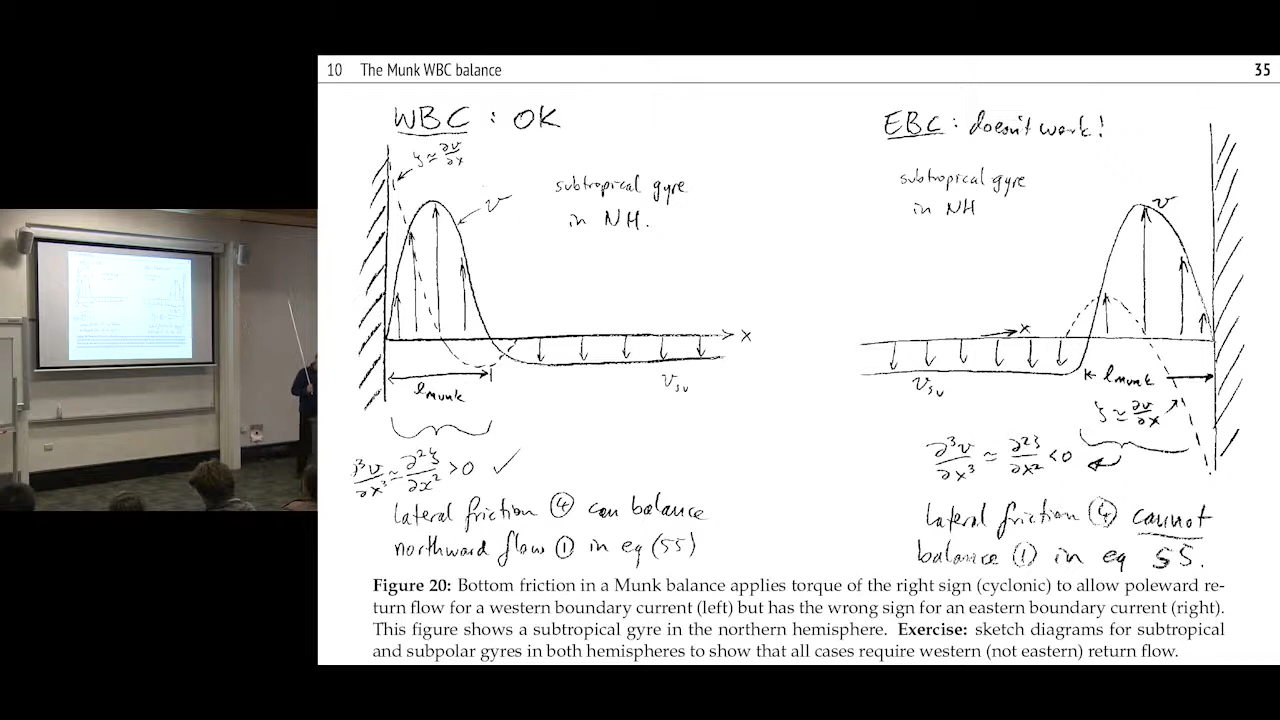 10 The Munk WBC balance 35
WBC : OK
ζ ≃ ∂v/∂x
v
subtropical gyre
in NH.
x
l_Munk
v_sv
∂³v/∂x³ ≃ ∂²ζ/∂x² >0 ✓
lateral friction ④ can balance
northward flow ① in eq (55)
EBC : doesn't work!
subtropical gyre
in NH
v
x
v_sv
l_Munk
ζ ≃ ∂v/∂x
∂³v/∂x³ ≃ ∂²ζ/∂x² <0
lateral friction ④ cannot
balance ① in eq 55.
Figure 20: Bottom friction in a Munk balance applies torque of the right sign (cyclonic) to allow poleward re-
turn flow for a western boundary current (left) but has the wrong sign for an eastern boundary current (right).
This figure shows a subtropical gyre in the northern hemisphere. Exercise: sketch diagrams for subtropical
and subpolar gyres in both hemispheres to show that all cases require western (not eastern) return flow.